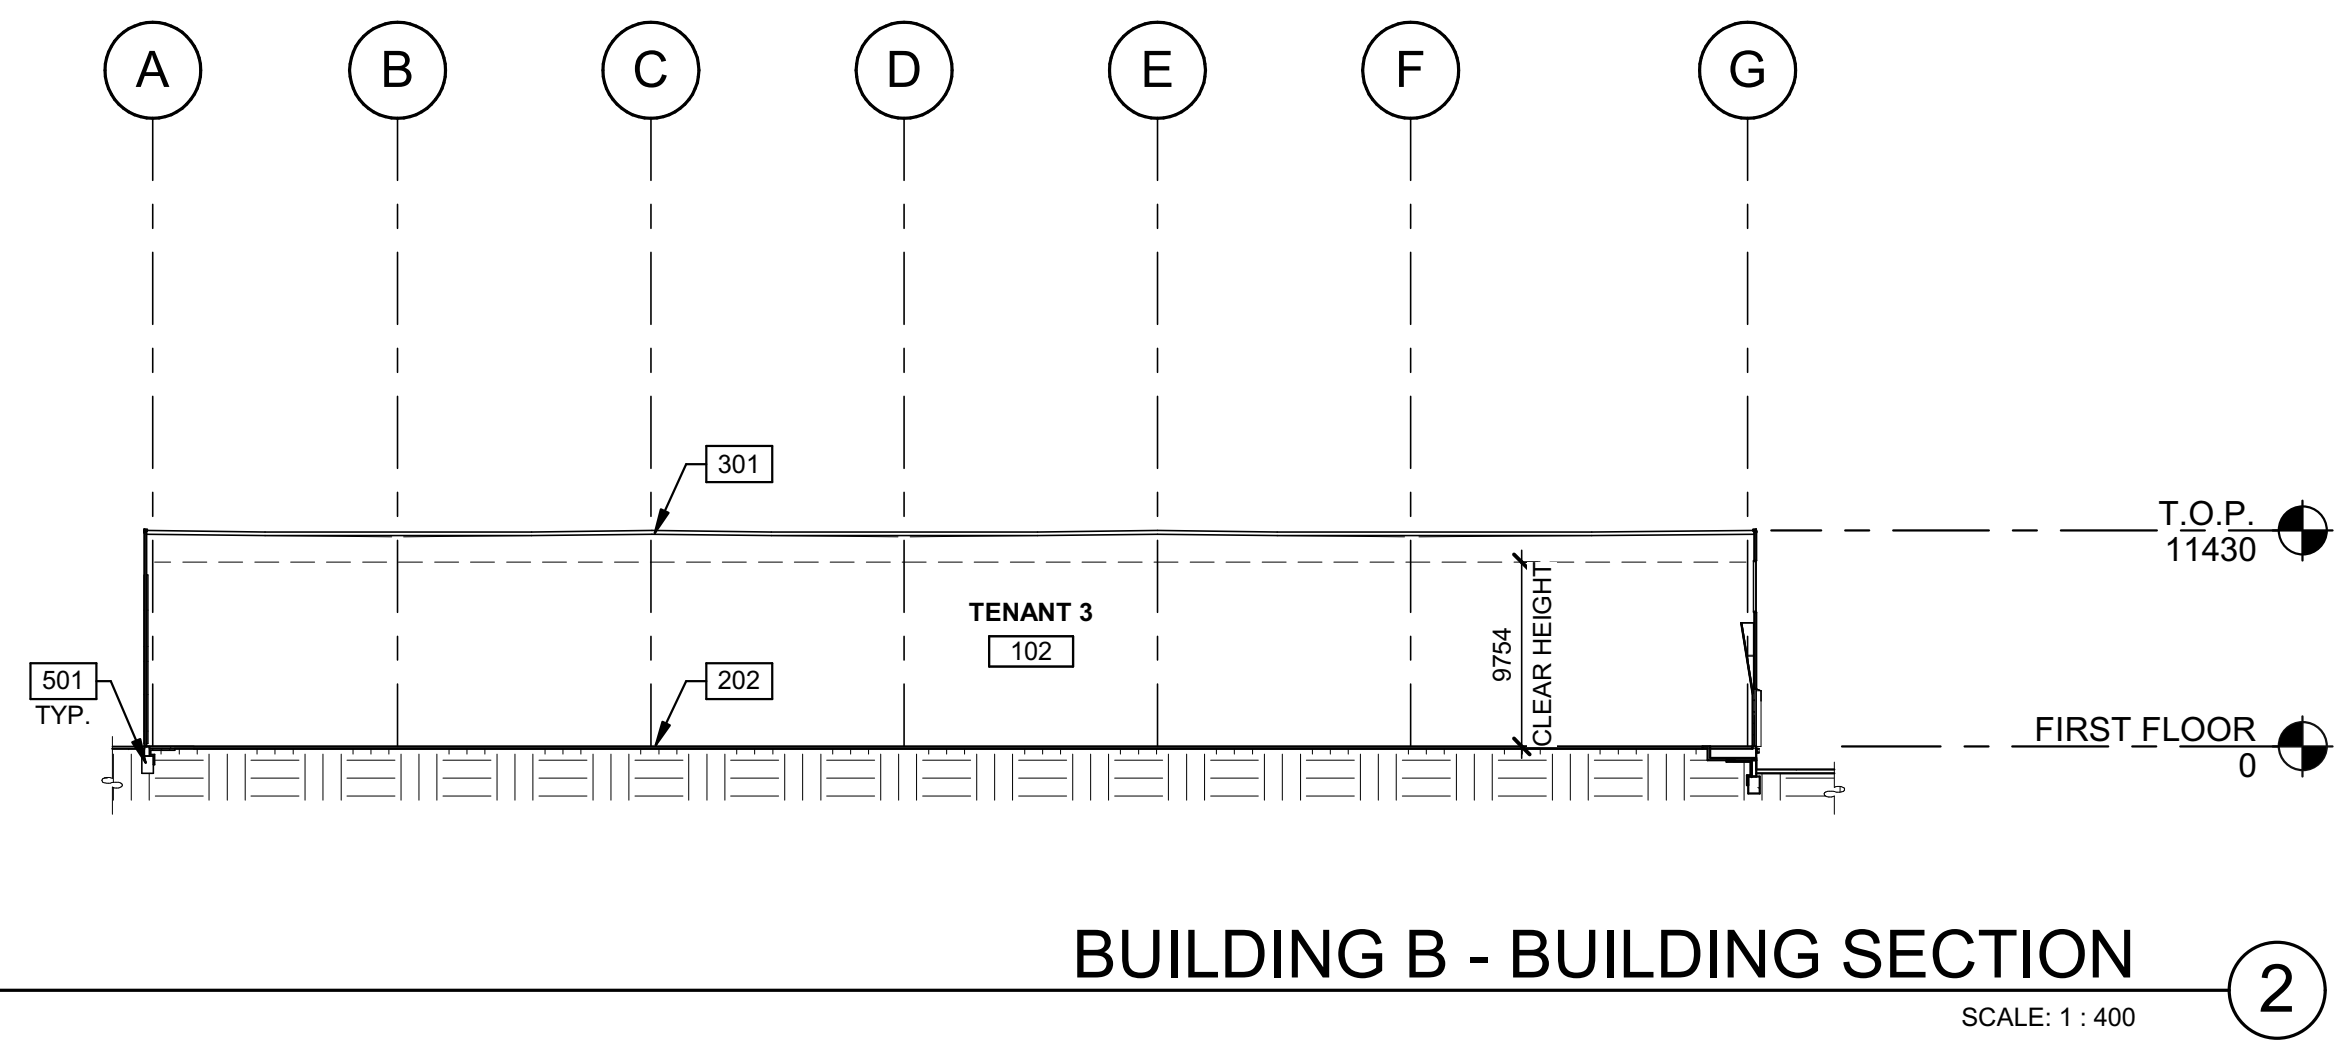 A B C D E F G
301
T.O.P.
11430
TENANT 3
102
9754
CLEAR HEIGHT
501
TYP.
202
FIRST FLOOR
0
BUILDING B - BUILDING SECTION
2
SCALE: 1 : 400